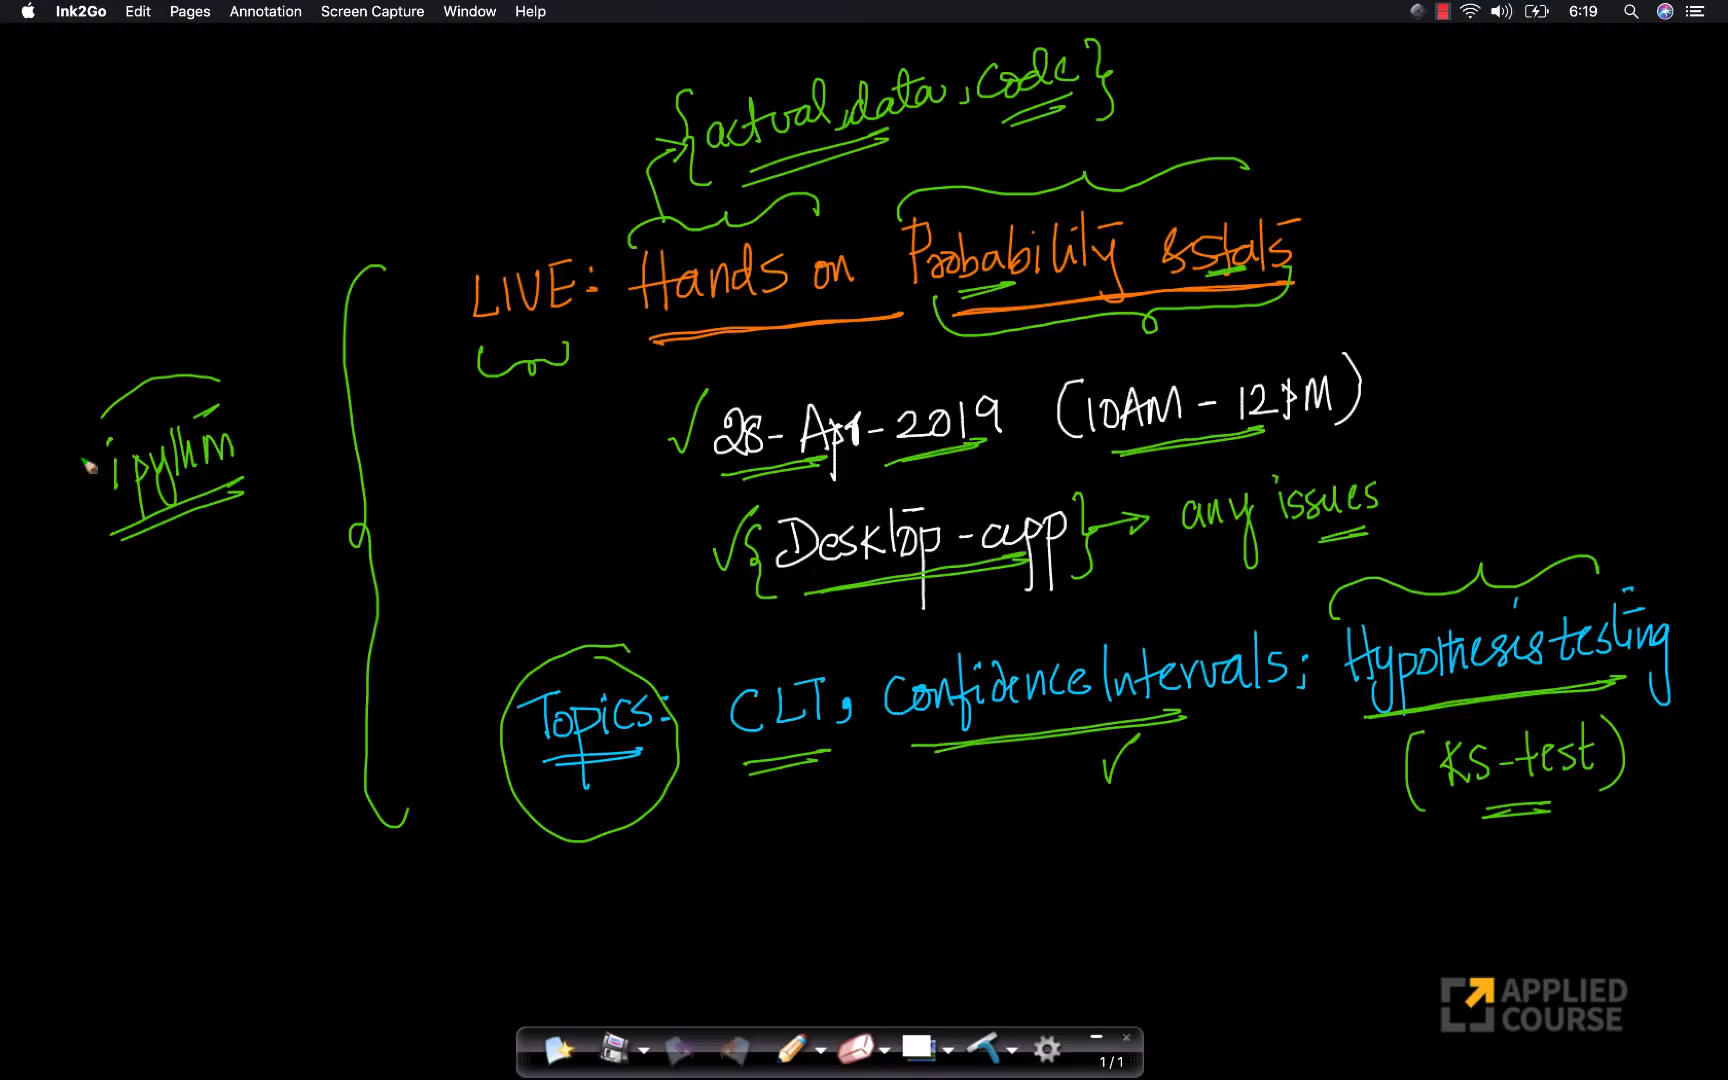 Ink2Go Edit Pages Annotation Screen Capture Window Help 6:19
{actual data, code}
LIVE: Hands on Probability & stats
28-Apr-2019 (10AM - 12PM)
ipython
{Desktop-app} → any issues
Topics: CLT, Confidence Intervals; Hypothesis testing
(KS-test)
APPLIED
COURSE
1/1